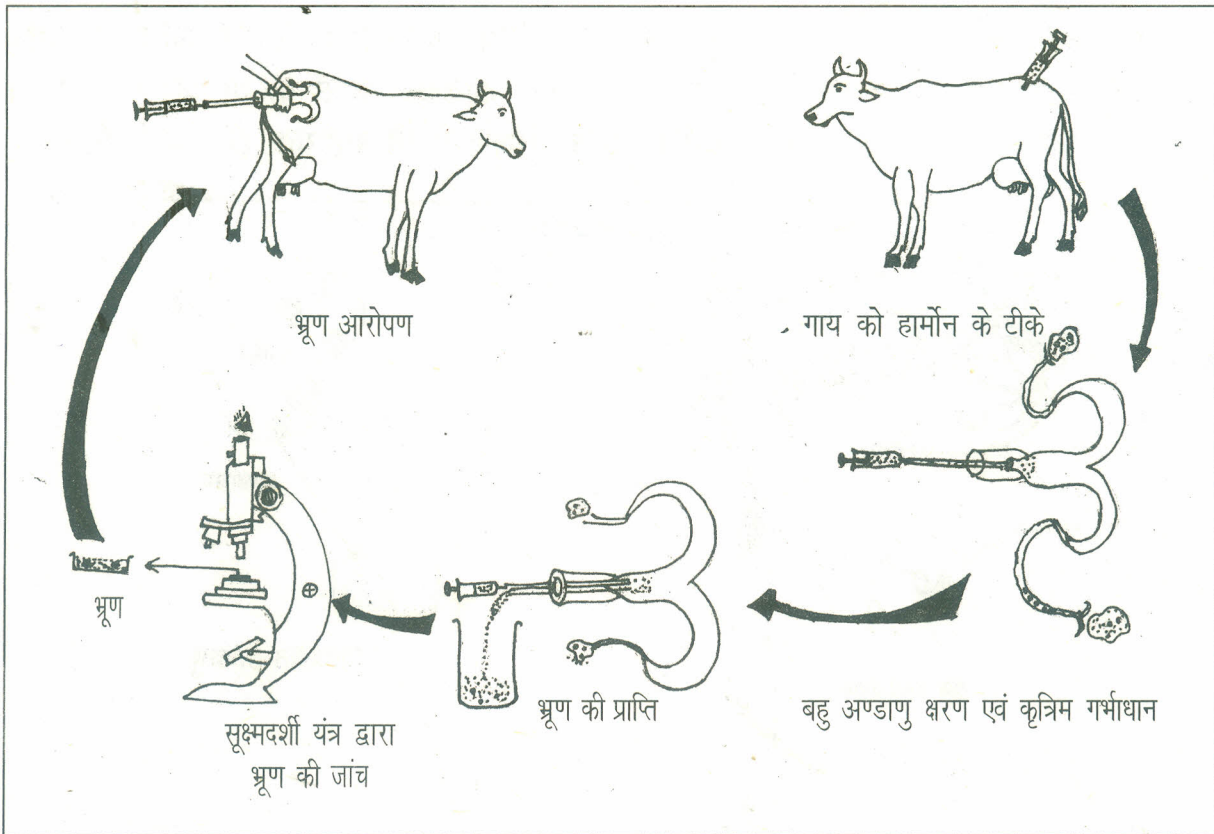 भ्रूण आरोपण
गाय को हार्मोन के टीके
भ्रूण
भ्रूण की प्राप्ति
बहु अण्डाणु क्षरण एवं कृत्रिम गर्भाधान
सूक्ष्मदर्शी यंत्र द्वारा
भ्रूण की जांच